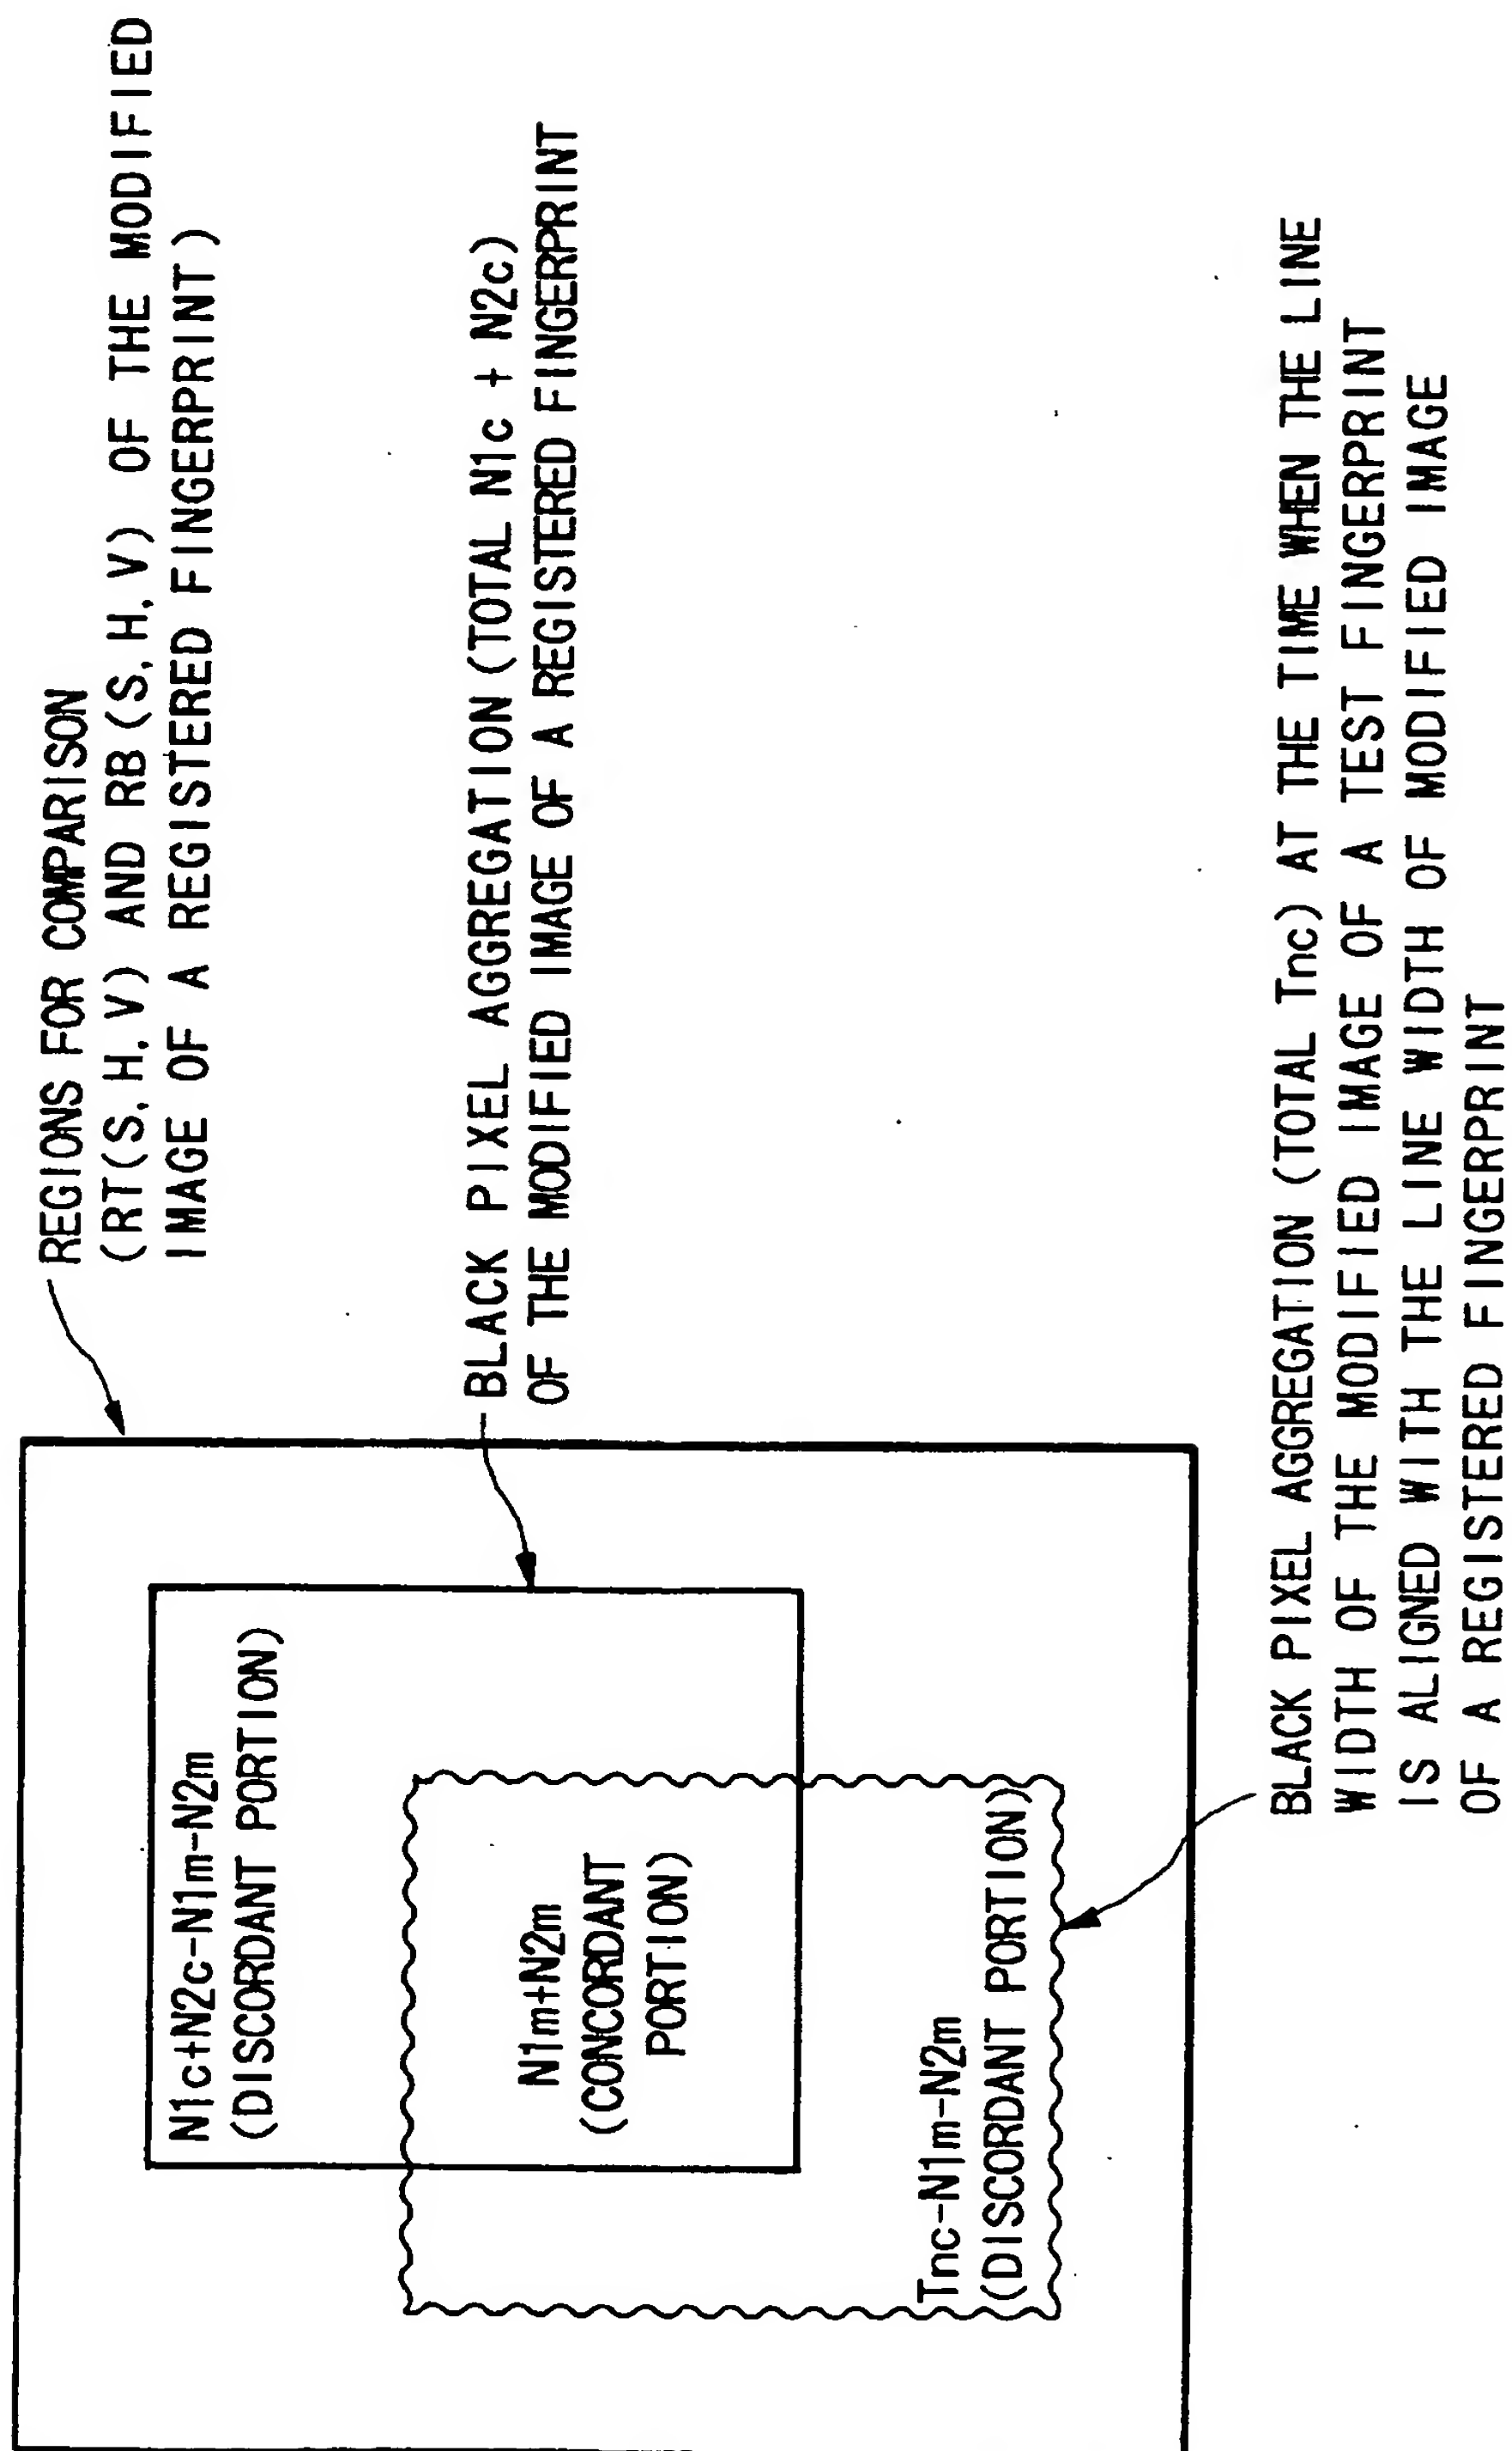 REGIONS FOR COMPARISON
(RT(S, H, V) AND RB(S, H, V) OF THE MODIFIED
IMAGE OF A REGISTERED FINGERPRINT)
BLACK PIXEL AGGREGATION (TOTAL N1c + N2c)
OF THE MODIFIED IMAGE OF A REGISTERED FINGERPRINT
N1c+N2c-N1m-N2m
(DISCORDANT PORTION)
N1m+N2m
(CONCORDANT
PORTION)
Tnc-N1m-N2m
(DISCORDANT PORTION)
BLACK PIXEL AGGREGATION (TOTAL Tnc) AT THE TIME WHEN THE LINE
WIDTH OF THE MODIFIED IMAGE OF A TEST FINGERPRINT
IS ALIGNED WITH THE LINE WIDTH OF MODIFIED IMAGE
OF A REGISTERED FINGERPRINT